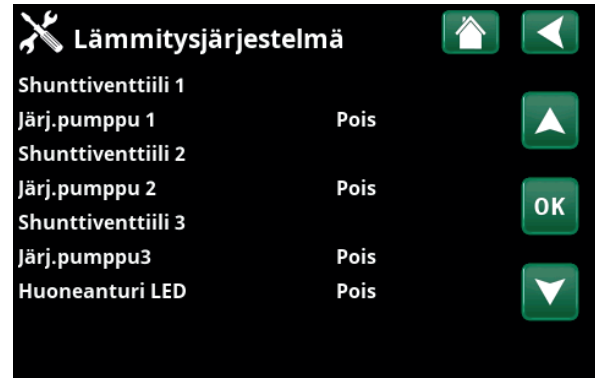 Lämmitysjärjestelmä
Shunttiventtiili 1
Järj.pumppu 1 Pois
Shunttiventtiili 2
Järj.pumppu 2 Pois
OK
Shunttiventtiili 3
Järj.pumppu3 Pois
Huoneanturi LED Pois